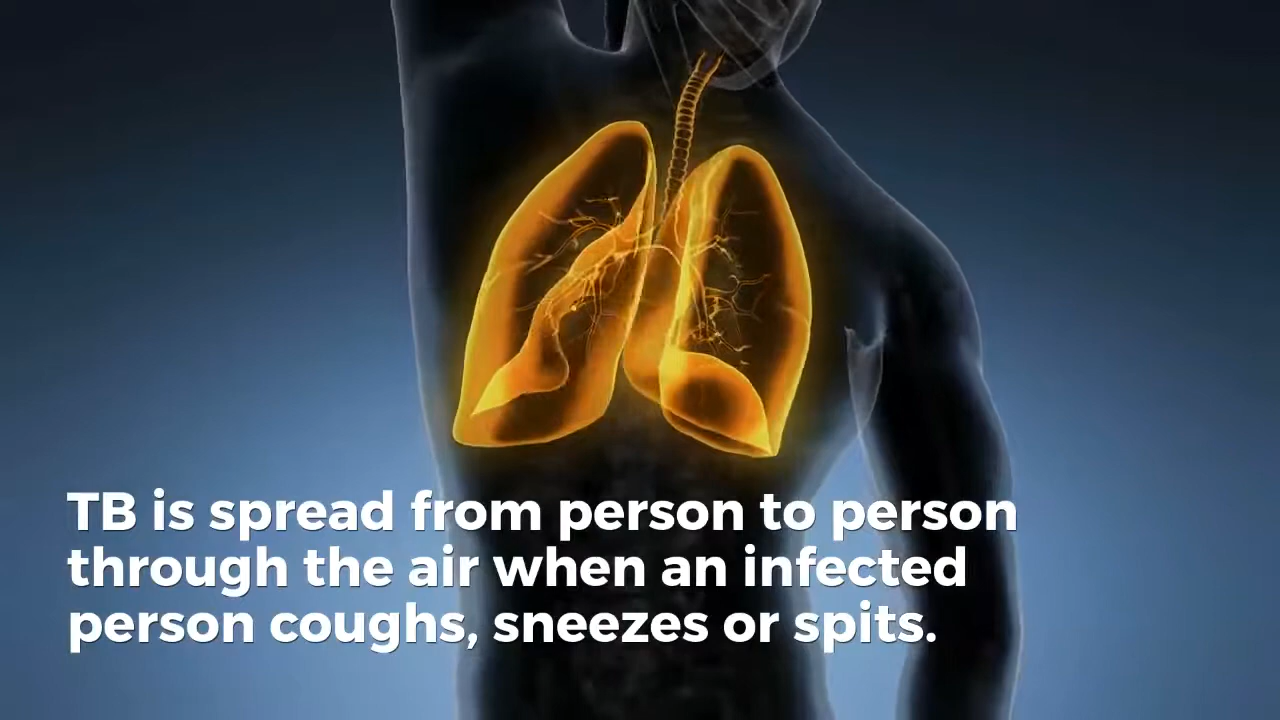 TB is spread from person to person
through the air when an infected
person coughs, sneezes or spits.